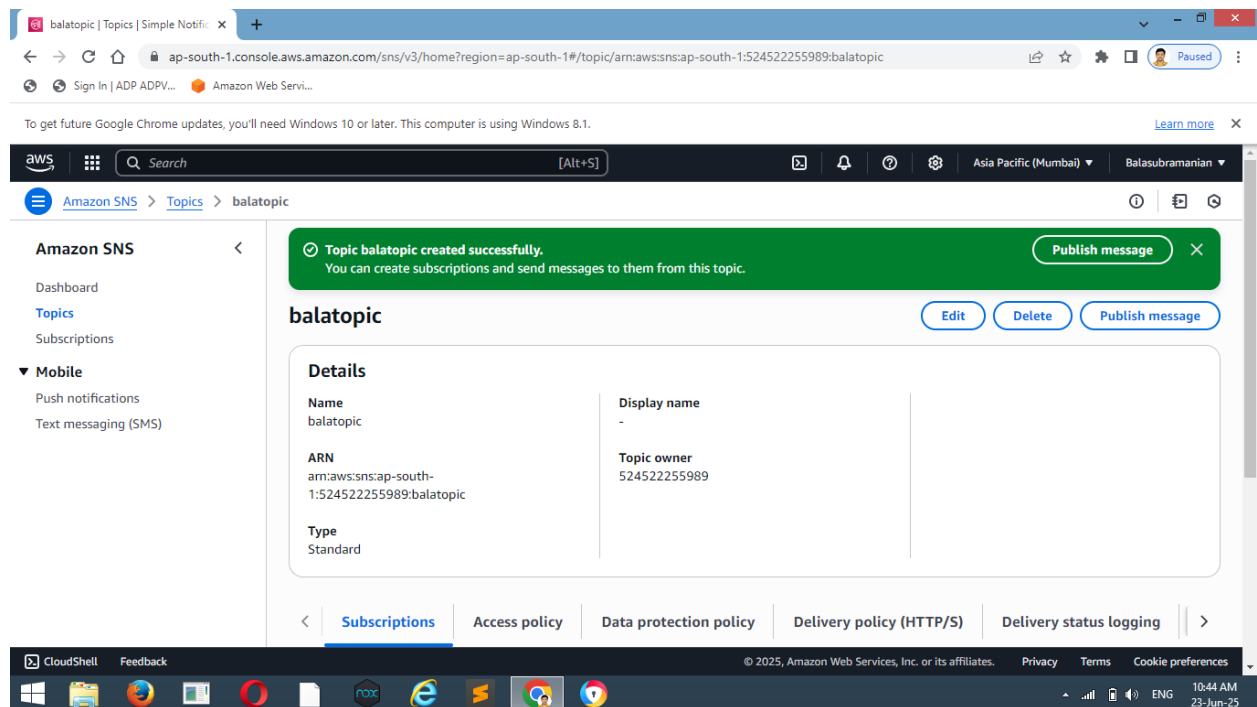 balatopic | Topics | Simple Notific
ap-south-1.console.aws.amazon.com/sns/v3/home?region=ap-south-1#/topic/arn:aws:sns:ap-south-1:524522255989:balatopic
Paused
Sign In | ADP ADPV...
Amazon Web Servi...
To get future Google Chrome updates, you'll need Windows 10 or later. This computer is using Windows 8.1.
Learn more
aws
Search
[Alt+S]
Asia Pacific (Mumbai)
Balasubramanian
Amazon SNS > Topics > balatopic
Amazon SNS
Dashboard
Topics
Subscriptions
Mobile
Push notifications
Text messaging (SMS)
Topic balatopic created successfully.
You can create subscriptions and send messages to them from this topic.
Publish message
balatopic
Edit
Delete
Publish message
Details
Name
balatopic
ARN
arn:aws:sns:ap-south-
1:524522255989:balatopic
Type
Standard
Display name
-
Topic owner
524522255989
Subscriptions
Access policy
Data protection policy
Delivery policy (HTTP/S)
Delivery status logging
CloudShell
Feedback
© 2025, Amazon Web Services, Inc. or its affiliates.
Privacy
Terms
Cookie preferences
nox
ENG
10:44 AM
23-Jun-25